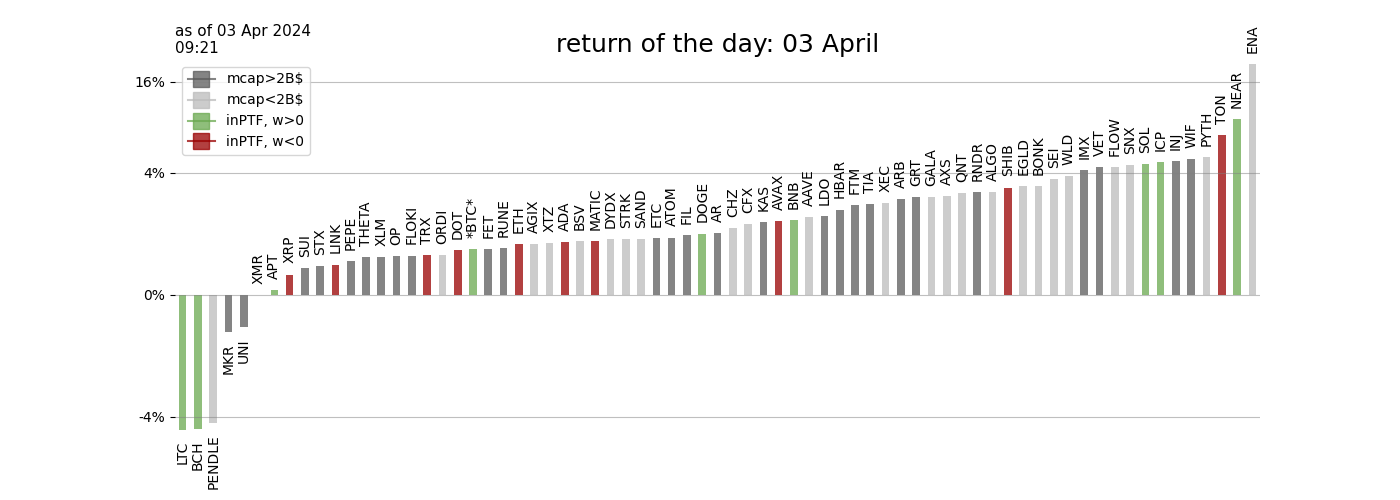 as of 03 Apr 2024
09:21
return of the day: 03 April
mcap>2B$
mcap<2B$
inPTF, w>0
inPTF, w<0
16%
4%
0%
-4%
LTC
BCH
PENDLE
MKR
UNI
XMR
APT
XRP
SUI
STX
LINK
PEPE
THETA
XLM
OP
FLOKI
TRX
ORDI
DOT
*BTC*
FET
RUNE
ETH
AGIX
XTZ
ADA
BSV
MATIC
DYDX
STRK
SAND
ETC
ATOM
FIL
DOGE
AR
CHZ
CFX
KAS
AVAX
BNB
AAVE
LDO
HBAR
FTM
TIA
XEC
ARB
GRT
GALA
AXS
QNT
RNDR
ALGO
SHIB
EGLD
BONK
SEI
WLD
IMX
VET
FLOW
SNX
SOL
ICP
INJ
WIF
PYTH
TON
NEAR
ENA